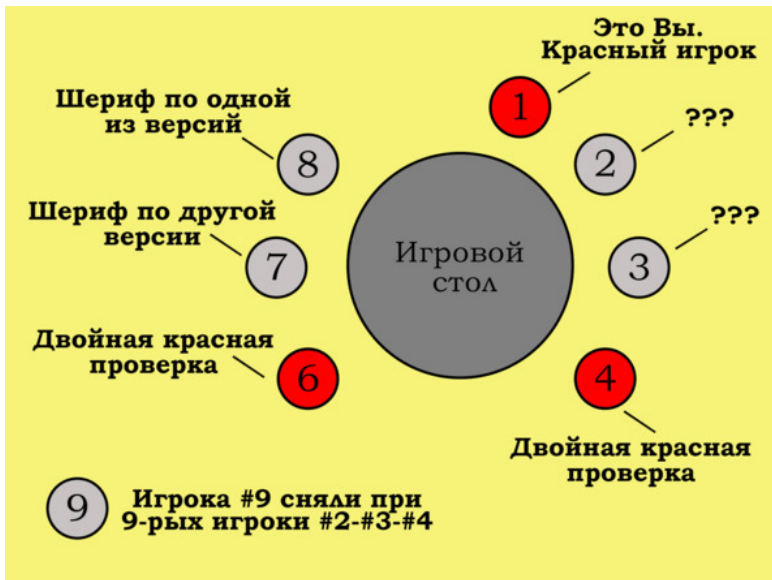 Это Вы.
Красный игрок
1
Шериф по одной
из версий
8
2
???
Шериф по другой
версии
7
Игровой
стол
3
???
Двойная красная
проверка
6
4
Двойная красная
проверка
9
Игрока #9 сняли при
9-рых игроки #2-#3-#4